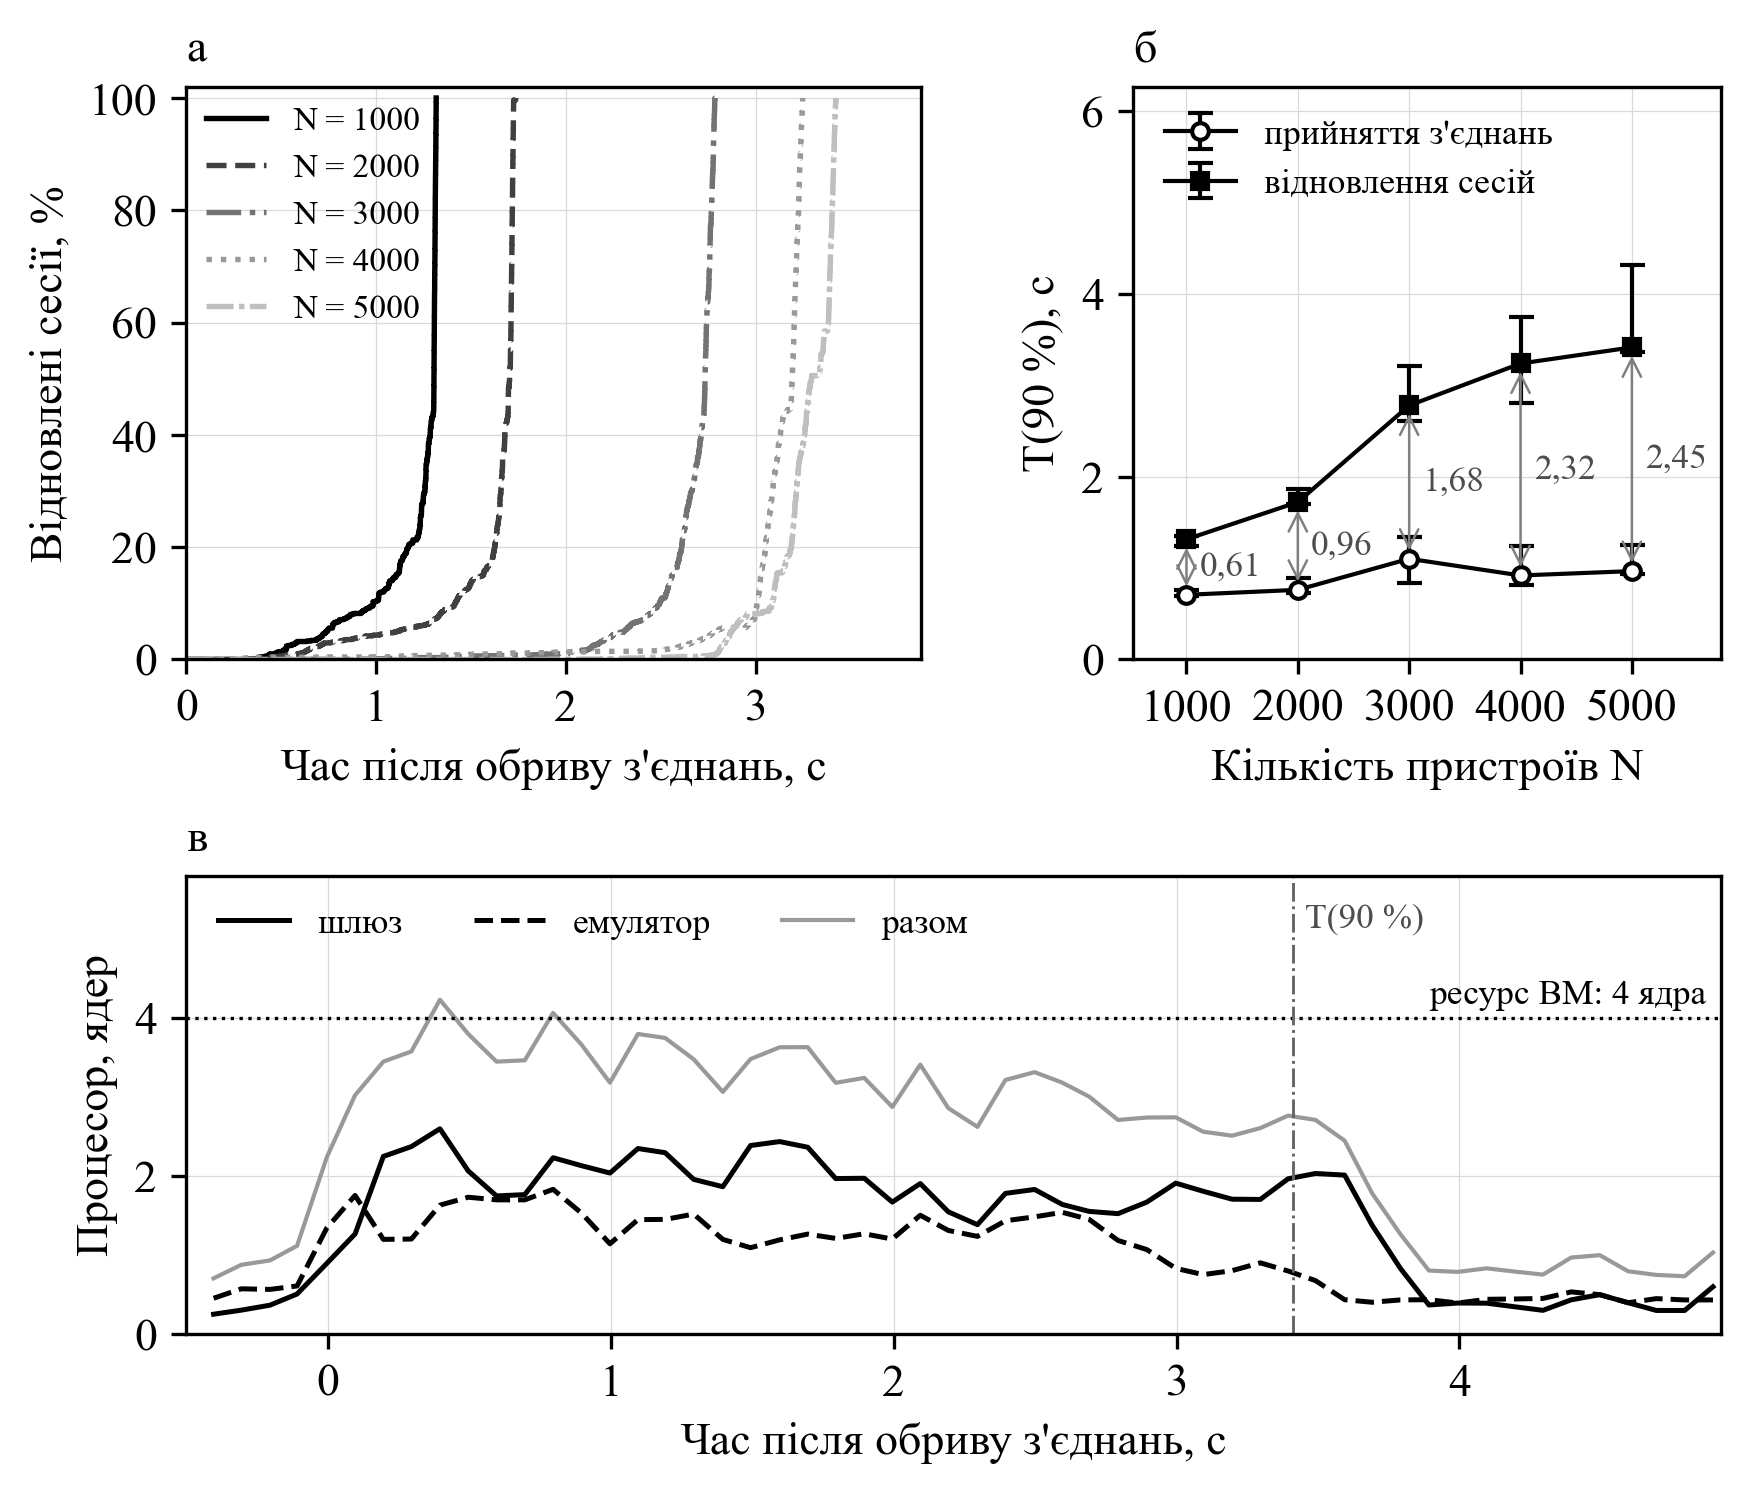 а
Відновлені сесії, %
100
80
60
40
20
0
N = 1000
N = 2000
N = 3000
N = 4000
N = 5000
0 1 2 3
Час після обриву з'єднань, с
б
T(90 %), с
6
4
2
0
прийняття з'єднань
відновлення сесій
0,61
0,96
1,68
2,32
2,45
1000 2000 3000 4000 5000
Кількість пристроїв N
в
Процесор, ядер
4
2
0
шлюз емулятор разом
T(90 %)
ресурс ВМ: 4 ядра
0 1 2 3 4
Час після обриву з'єднань, с